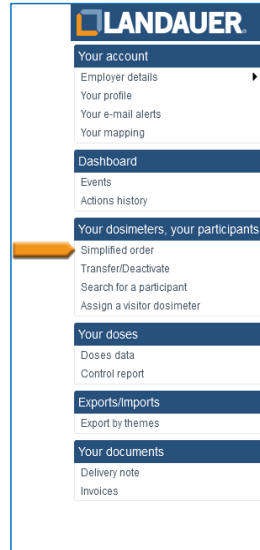 LANDAUER
Your account
Employer details
Your profile
Your e-mail alerts
Your mapping
Dashboard
Events
Actions history
Your dosimeters, your participants
Simplified order
Transfer/Deactivate
Search for a participant
Assign a visitor dosimeter
Your doses
Doses data
Control report
Exports/Imports
Export by themes
Your documents
Delivery note
Invoices